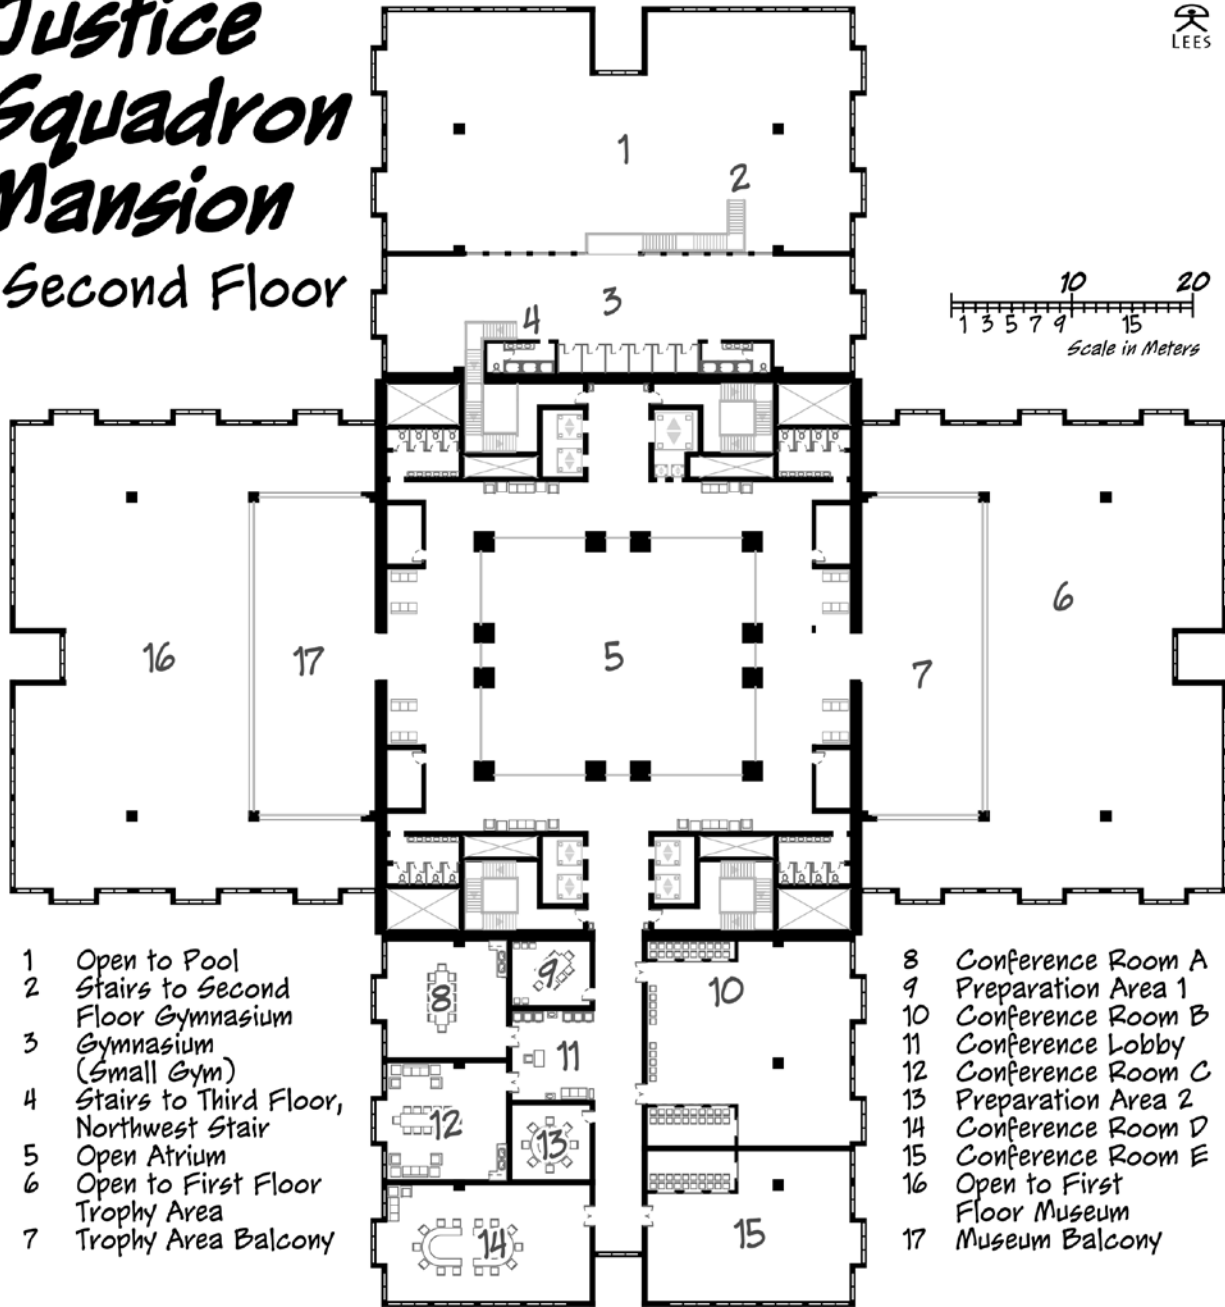 Justice
Squadron
Mansion
Second Floor
LEES
10 20
1 3 5 7 9 15
Scale in Meters
1
2
3
4
5
6
7
16
17
8
9
10
11
12
13
14
15
1 Open to Pool
2 Stairs to Second
Floor Gymnasium
3 Gymnasium
(Small Gym)
4 Stairs to Third Floor,
Northwest Stair
5 Open Atrium
6 Open to First Floor
Trophy Area
7 Trophy Area Balcony
8 Conference Room A
9 Preparation Area 1
10 Conference Room B
11 Conference Lobby
12 Conference Room C
13 Preparation Area 2
14 Conference Room D
15 Conference Room E
16 Open to First
Floor Museum
17 Museum Balcony